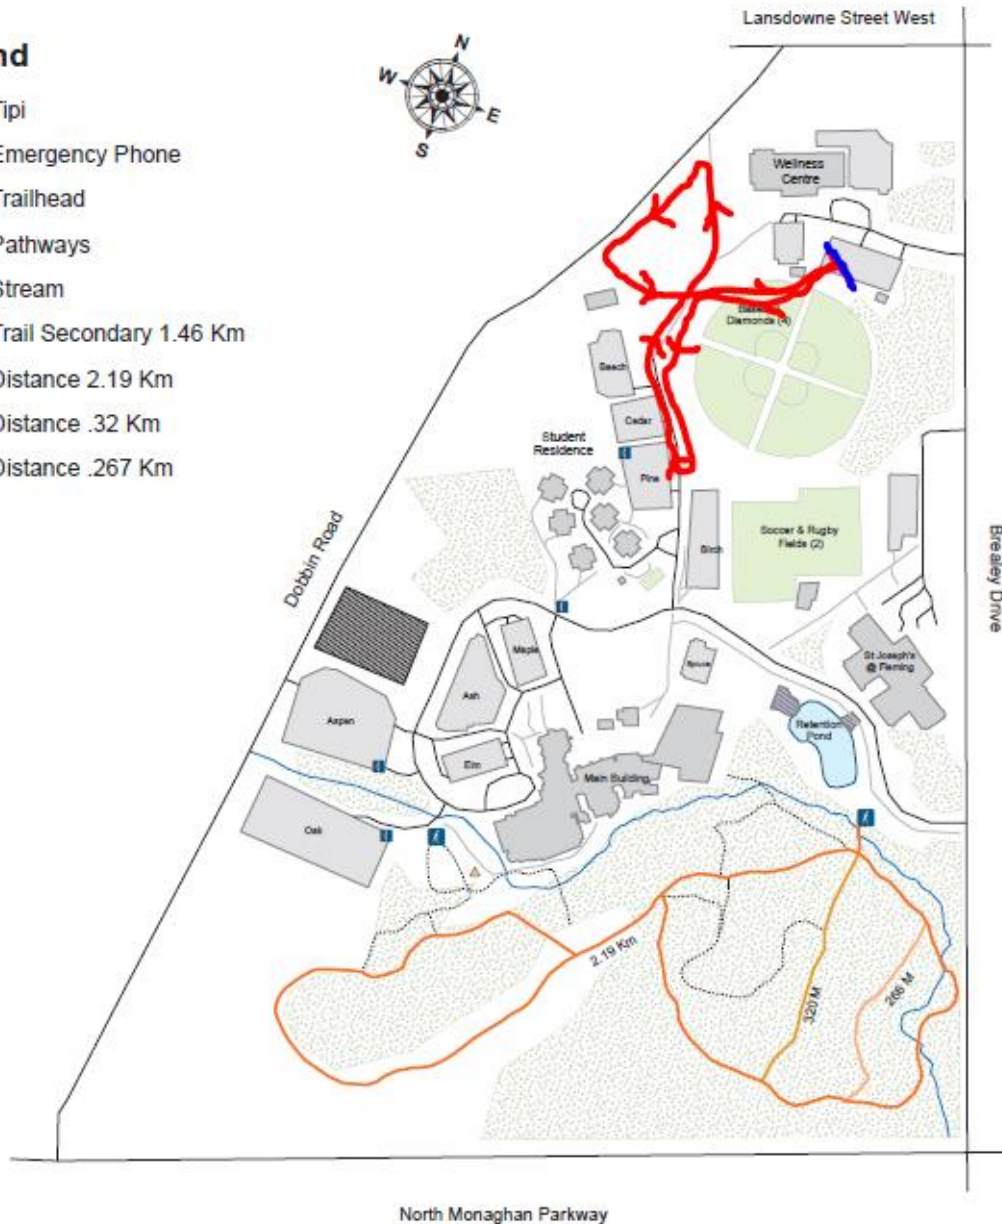 Lansdowne Street West
nd
N
W
E
S
Tipi
Emergency Phone
Trailhead
Pathways
Stream
Trail Secondary 1.46 Km
Distance 2.19 Km
Distance .32 Km
Distance .267 Km
Wellness
Centre
Diamonds (4)
Beech
Cedar
Student
Residence
Pine
Birch
Soccer & Rugby
Fields (2)
Dobbin Road
Brealey Drive
Maple
Spruce
St Joseph's
@ Fleming
Ash
Aspen
Retention
Pond
Elm
Main Building
Oak
2.19 Km
320 M
266 M
North Monaghan Parkway